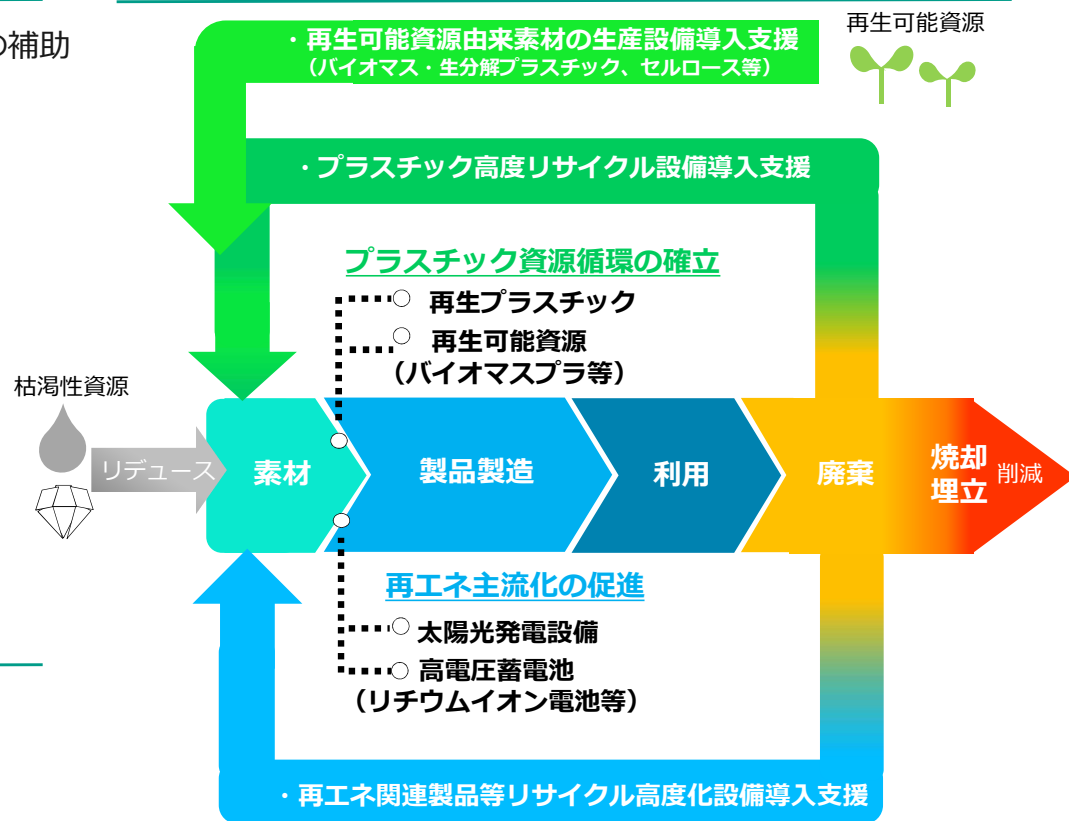 の補助
再生可能資源
・再生可能資源由来素材の生産設備導入支援
（バイオマス・生分解プラスチック、セルロース等）
・プラスチック高度リサイクル設備導入支援
プラスチック資源循環の確立
再生プラスチック
再生可能資源
（バイオマスプラ等）
枯渇性資源
リデュース
素材
製品製造
利用
廃棄
焼却
埋立
削減
再エネ主流化の促進
太陽光発電設備
高電圧蓄電池
（リチウムイオン電池等）
・再エネ関連製品等リサイクル高度化設備導入支援